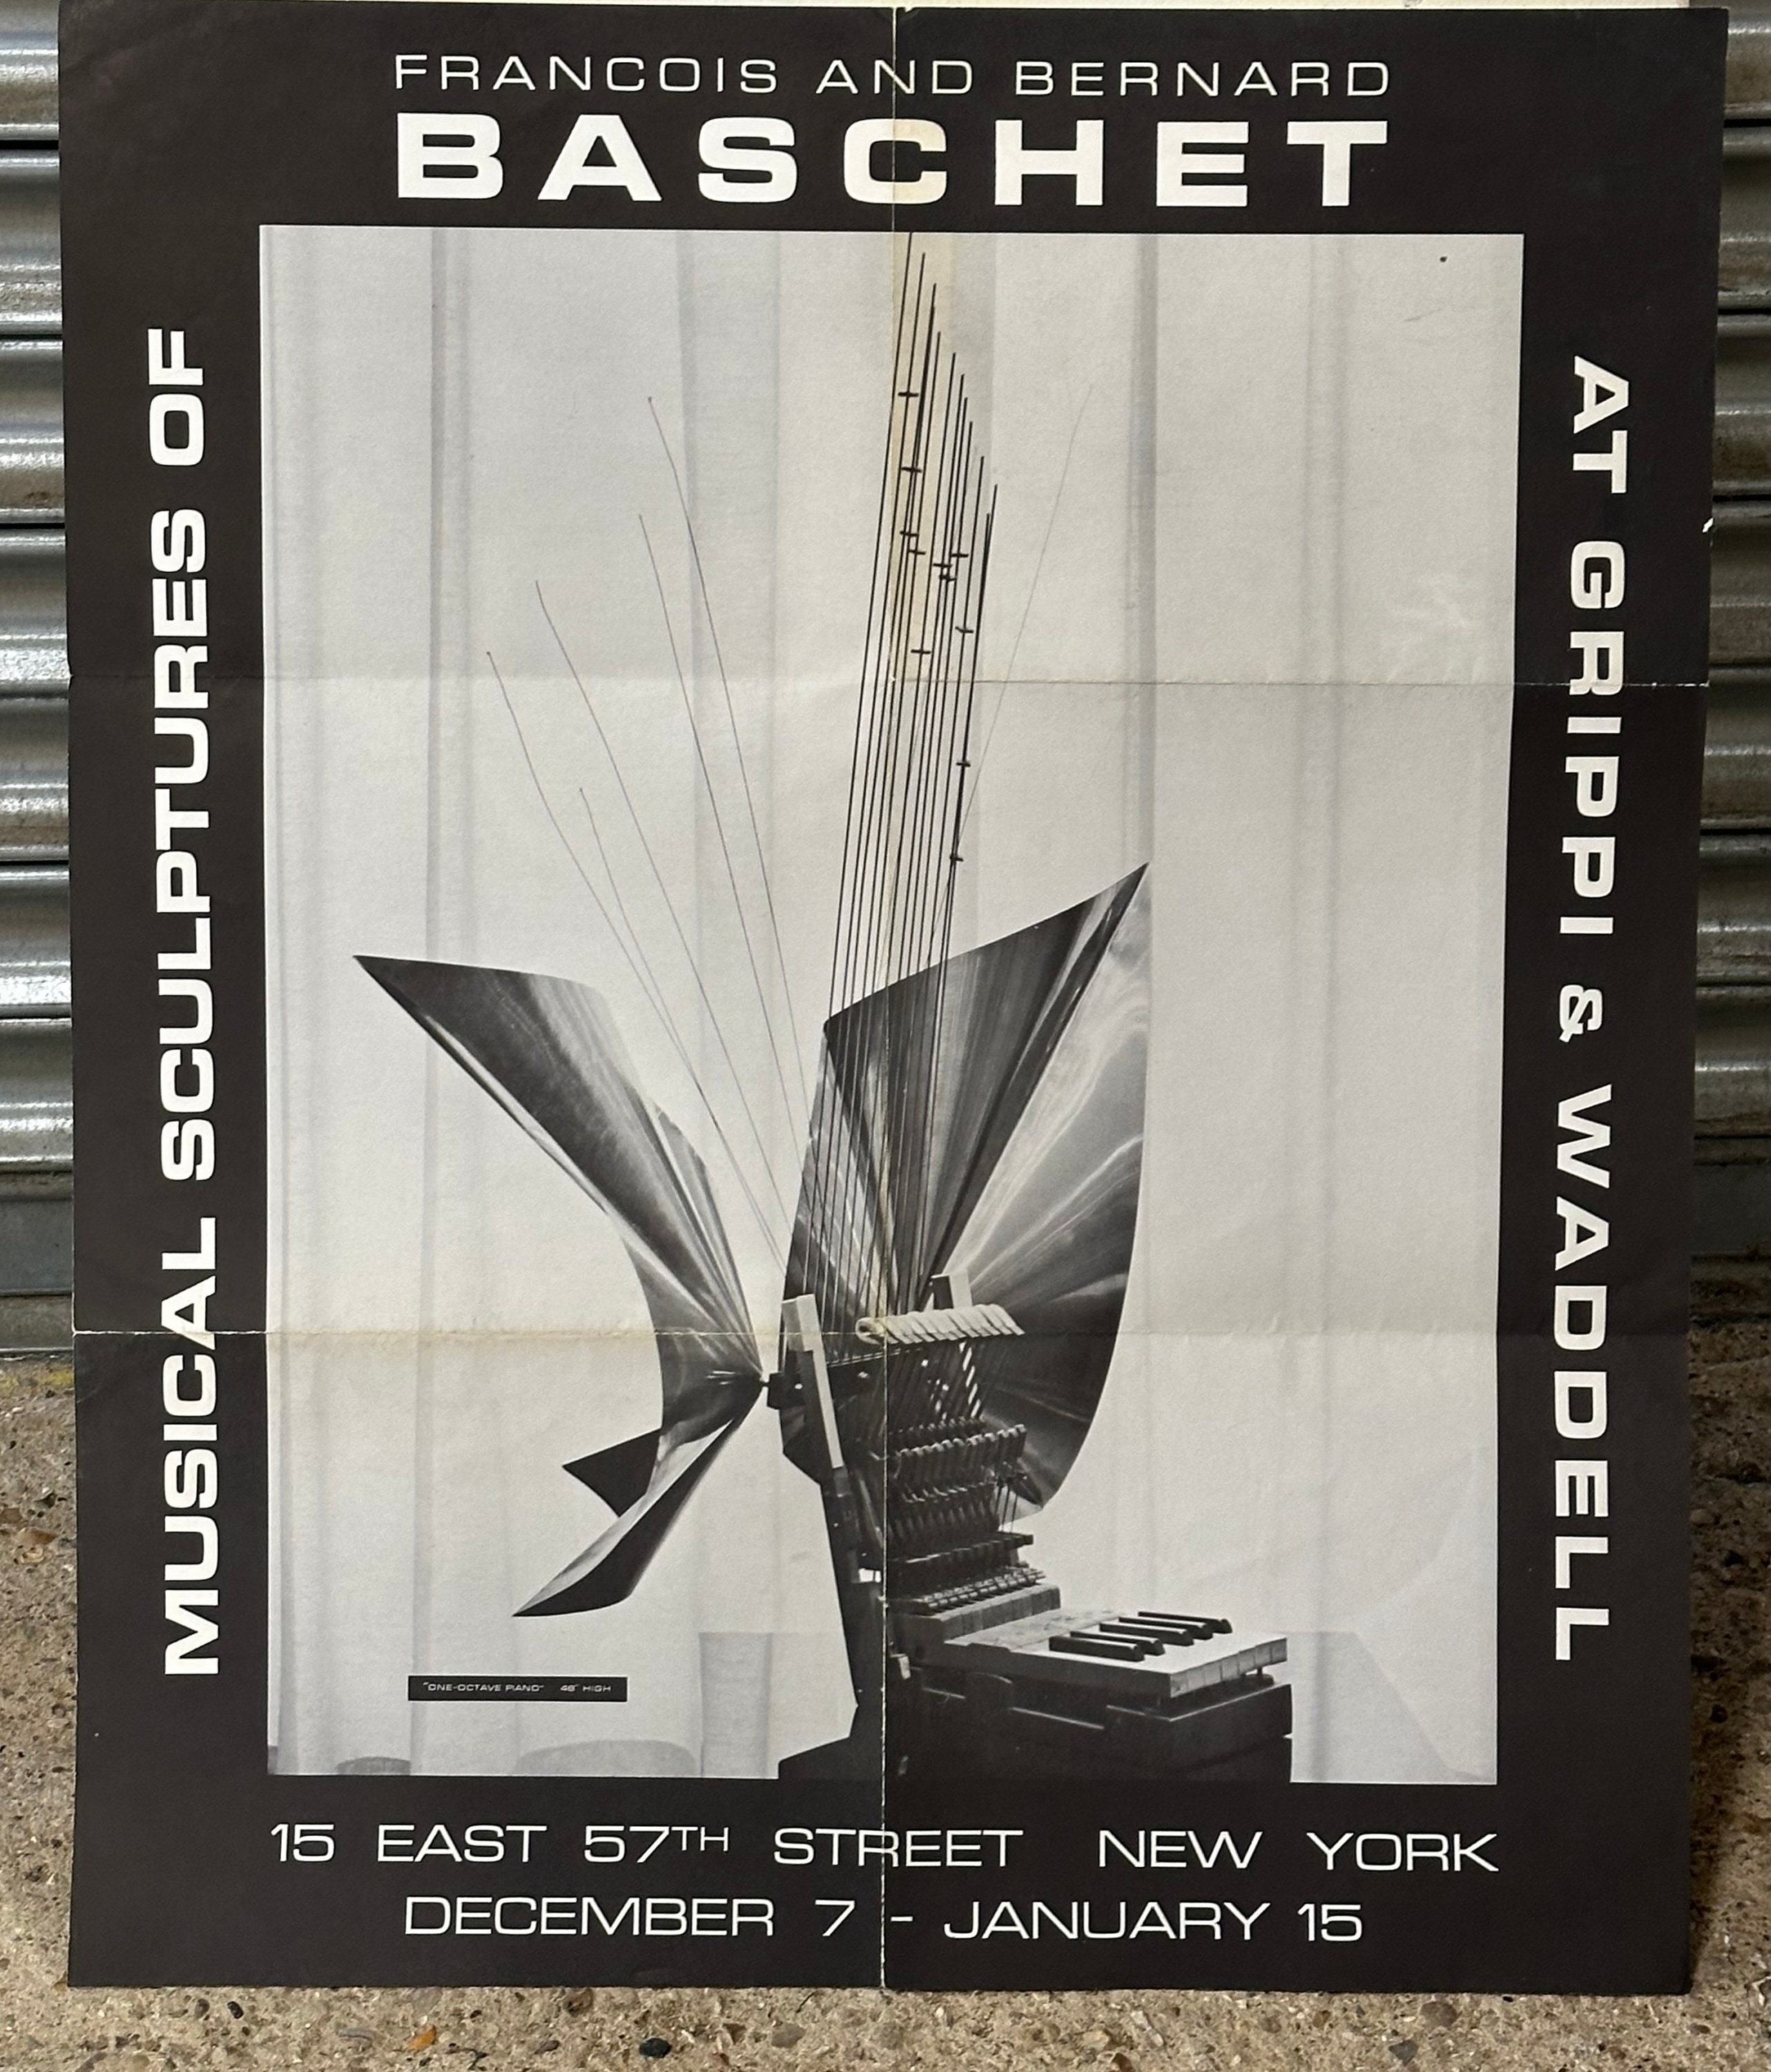 FRANCOIS AND BERNARD
BASCHET
MUSICAL SCULPTURES OF
AT GRIPPI & WADDELL
"ONE-OCTAVE PIANO" 48" HIGH
15 EAST 57TH STREET NEW YORK
DECEMBER 7 - JANUARY 15